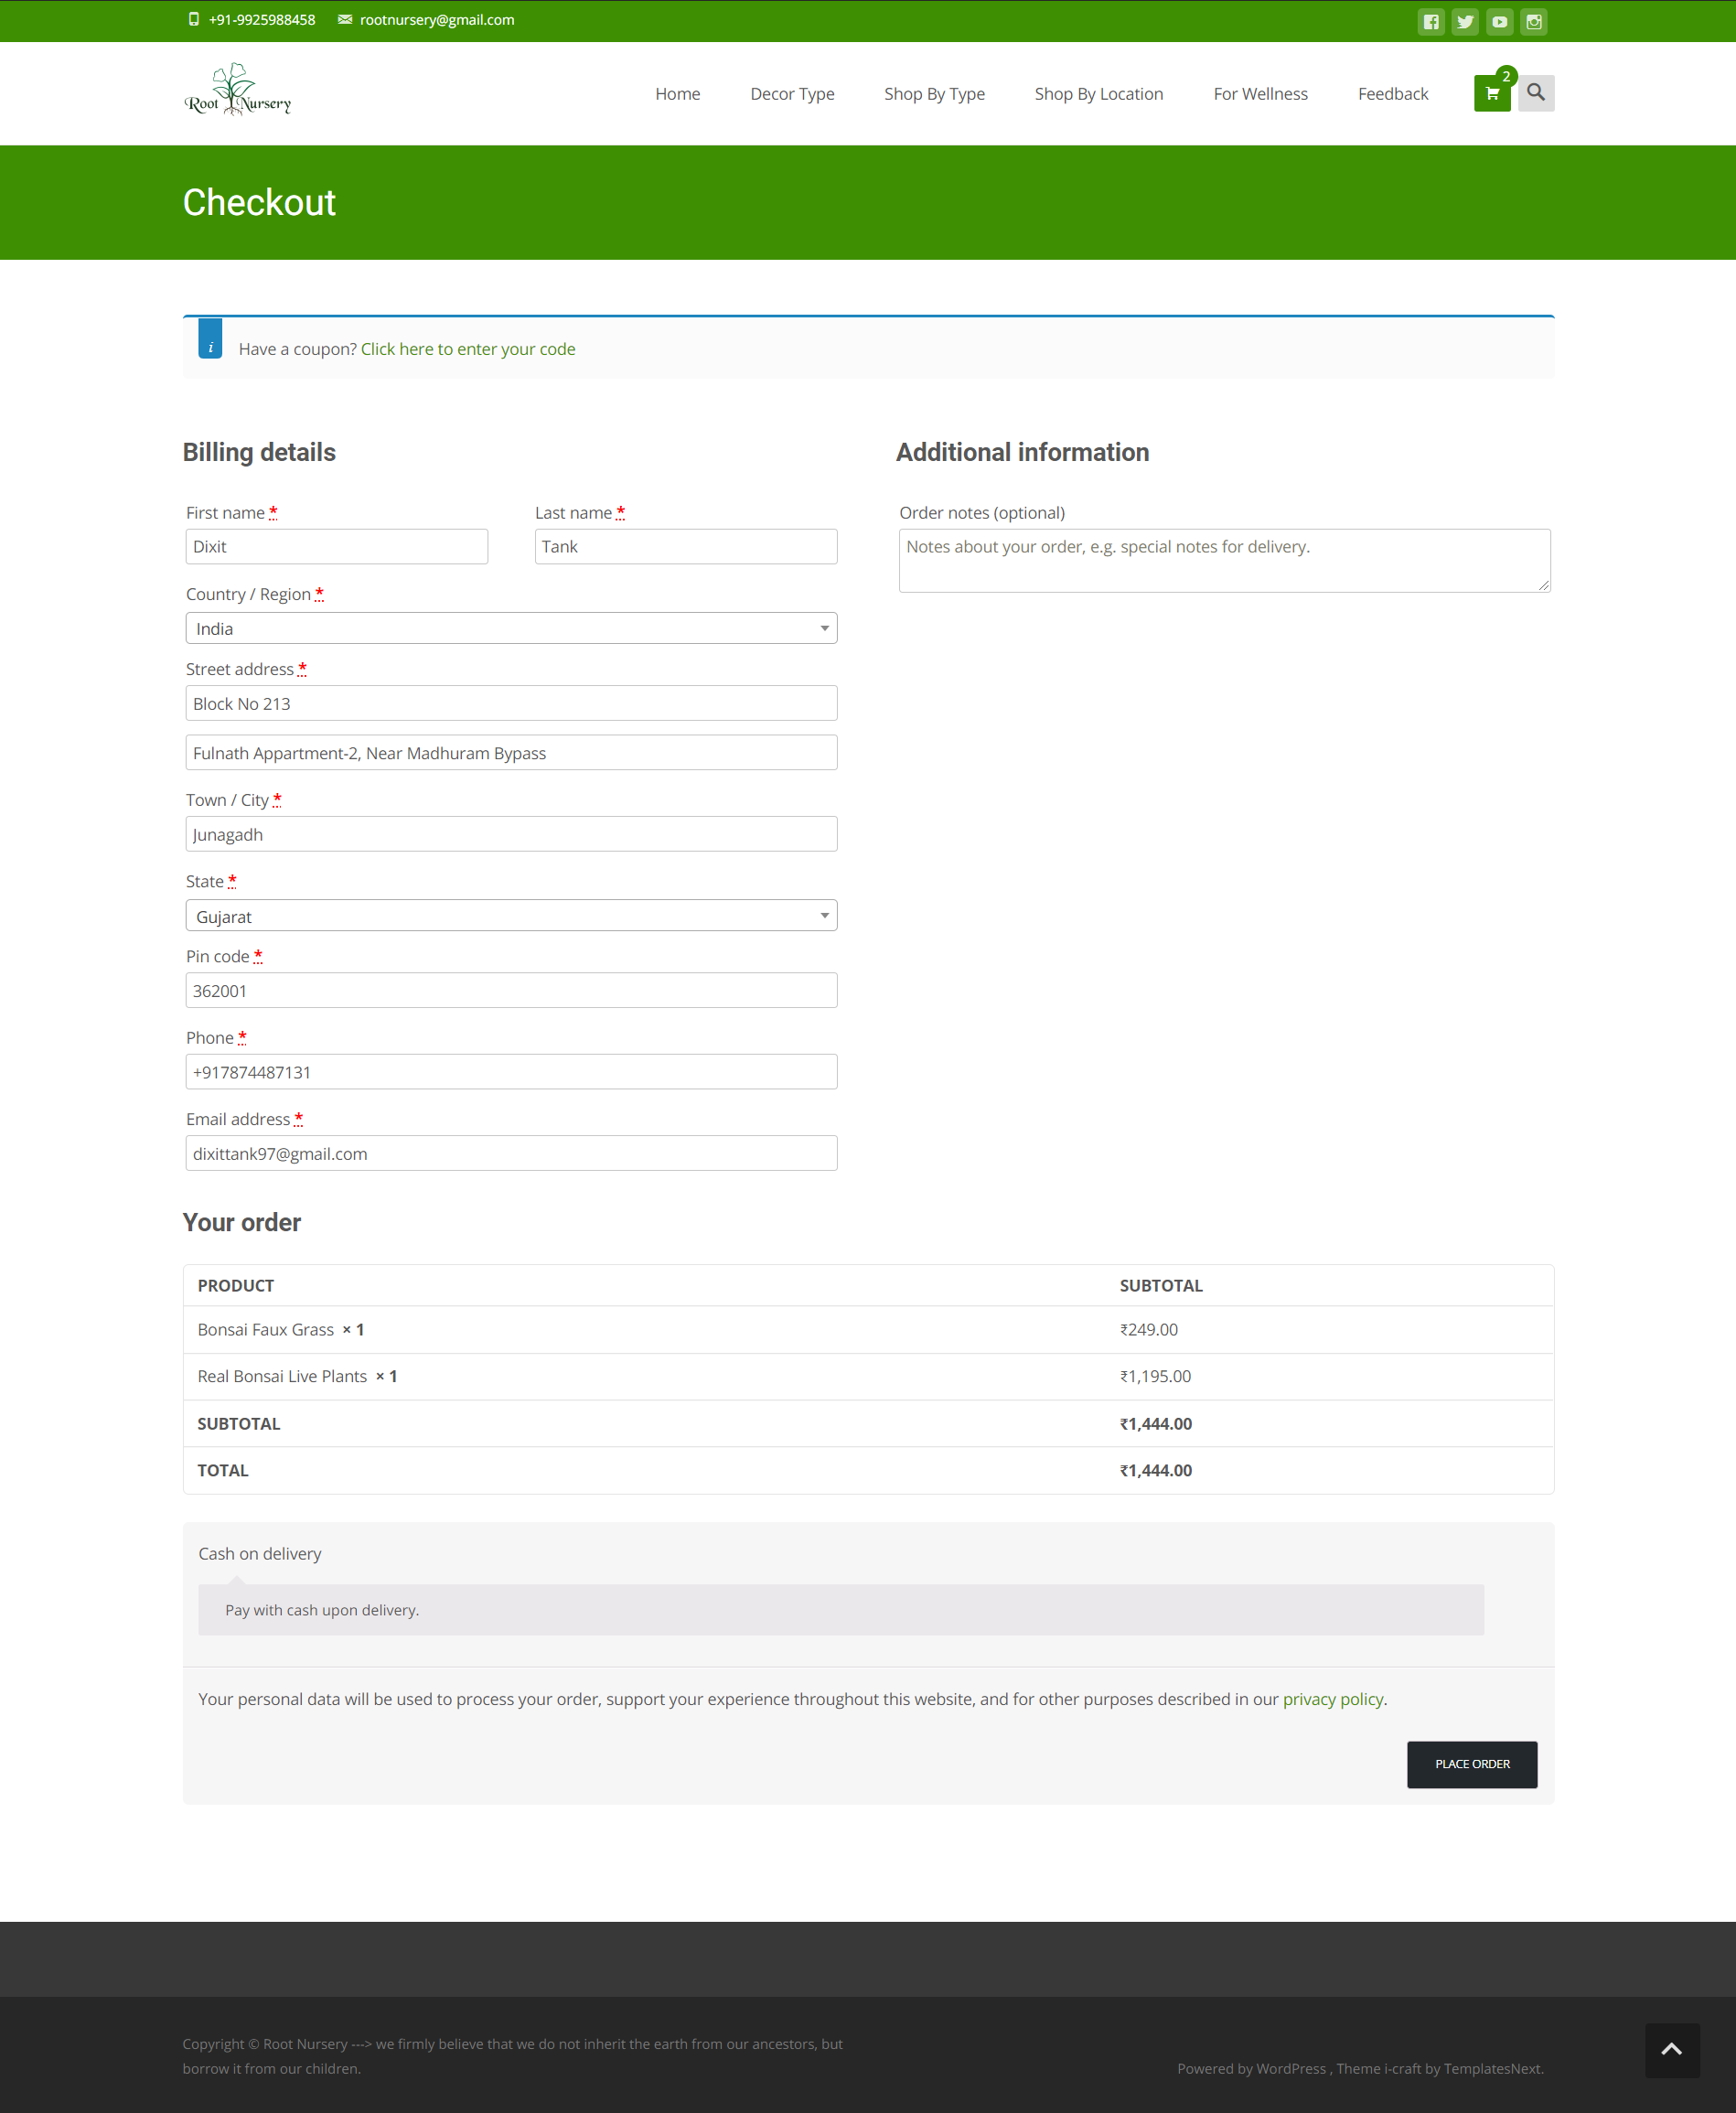 +91-9925988458 rootnursery@gmail.com
Root Nursery
Home Decor Type Shop By Type Shop By Location For Wellness Feedback 2
Checkout
i Have a coupon? Click here to enter your code
Billing details
Additional information
First name *
Last name *
Order notes (optional)
Dixit
Tank
Notes about your order, e.g. special notes for delivery.
Country / Region *
India
Street address *
Block No 213
Fulnath Appartment-2, Near Madhuram Bypass
Town / City *
Junagadh
State *
Gujarat
Pin code *
362001
Phone *
+917874487131
Email address *
dixittank97@gmail.com
Your order
PRODUCT SUBTOTAL
Bonsai Faux Grass × 1 ₹249.00
Real Bonsai Live Plants × 1 ₹1,195.00
SUBTOTAL ₹1,444.00
TOTAL ₹1,444.00
Cash on delivery
Pay with cash upon delivery.
Your personal data will be used to process your order, support your experience throughout this website, and for other purposes described in our privacy policy.
PLACE ORDER
Copyright © Root Nursery ---> we firmly believe that we do not inherit the earth from our ancestors, but
borrow it from our children.
Powered by WordPress , Theme i-craft by TemplatesNext.